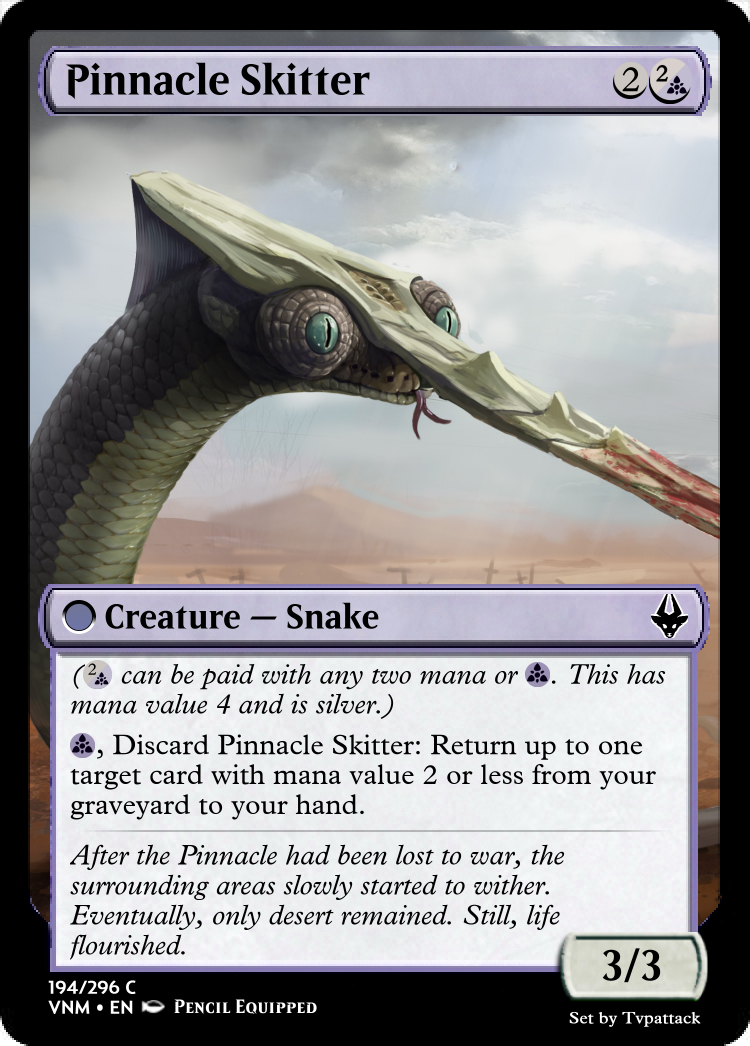 Pinnacle Skitter
2 2
Creature — Snake
(2 can be paid with any two mana or . This has
mana value 4 and is silver.)
, Discard Pinnacle Skitter: Return up to one
target card with mana value 2 or less from your
graveyard to your hand.
After the Pinnacle had been lost to war, the
surrounding areas slowly started to wither.
Eventually, only desert remained. Still, life
flourished.
3/3
194/296 C
VNM • EN Pencil Equipped
Set by Tvpattack